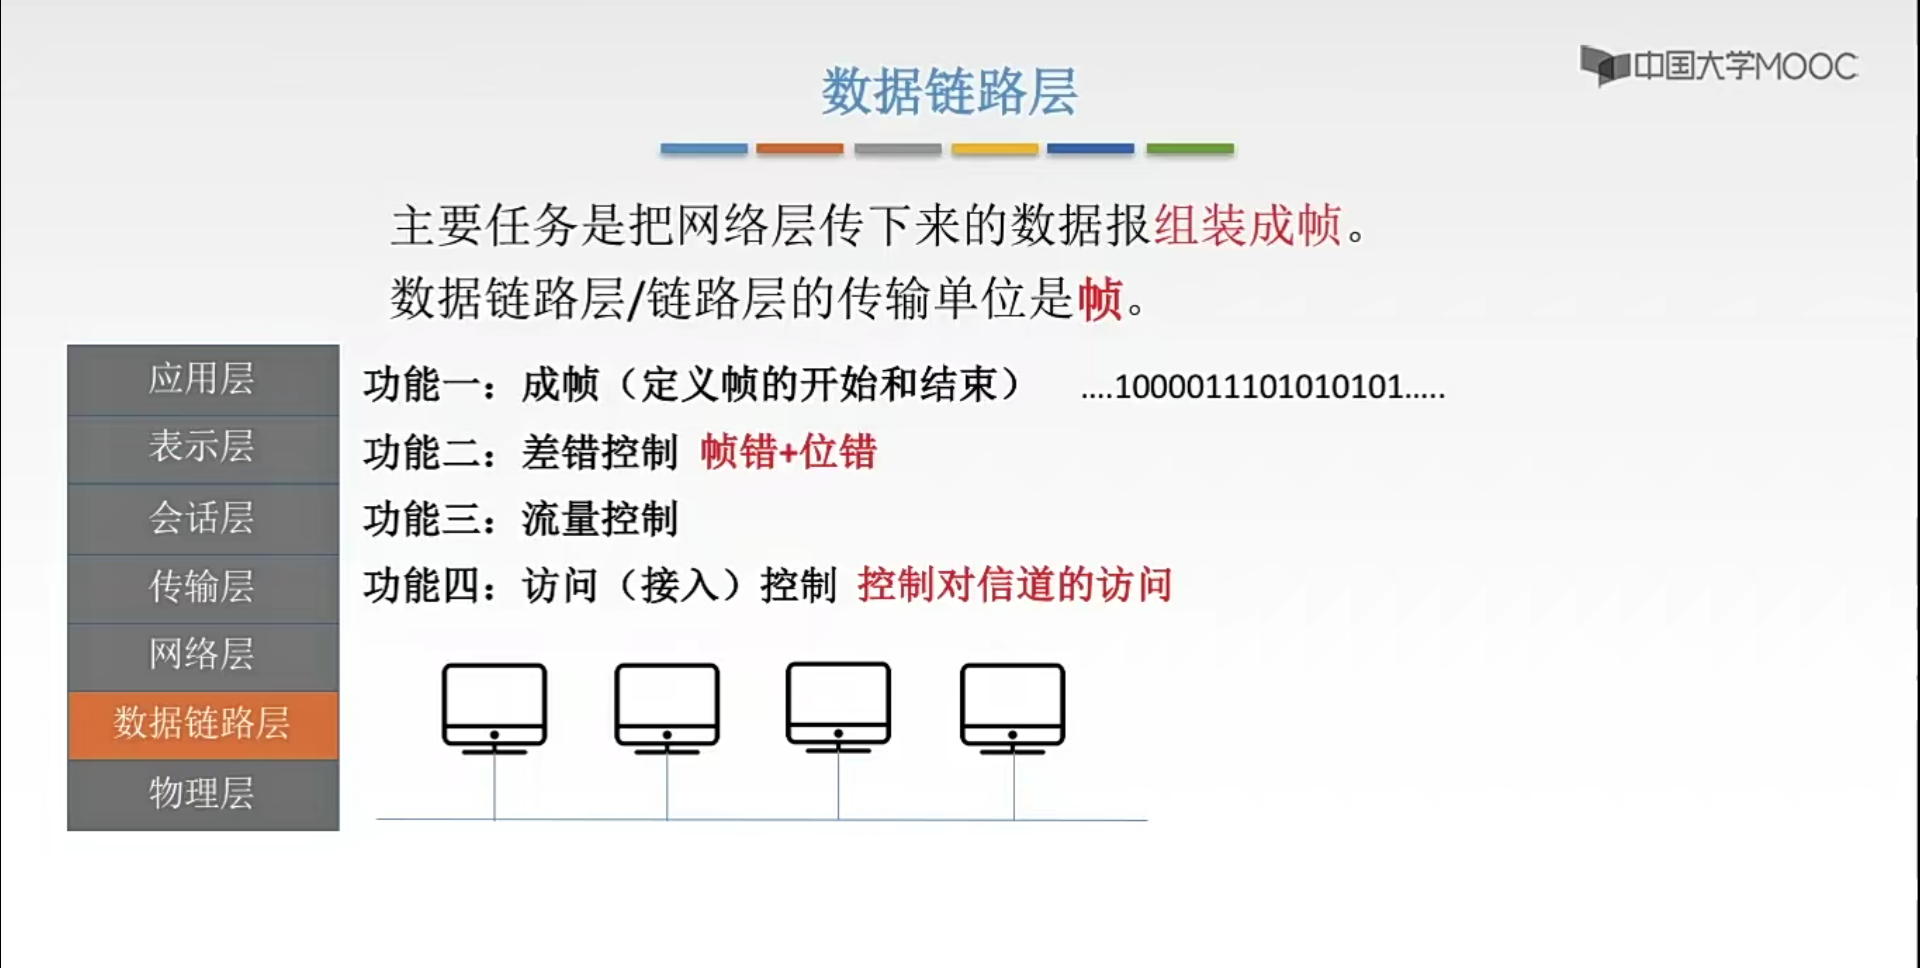 中国大学MOOC
数据链路层
主要任务是把网络层传下来的数据报组装成帧。
数据链路层/链路层的传输单位是帧。
应用层
表示层
会话层
传输层
网络层
数据链路层
物理层
功能一：成帧（定义帧的开始和结束） ....1000011101010101.....
功能二：差错控制 帧错+位错
功能三：流量控制
功能四：访问（接入）控制 控制对信道的访问